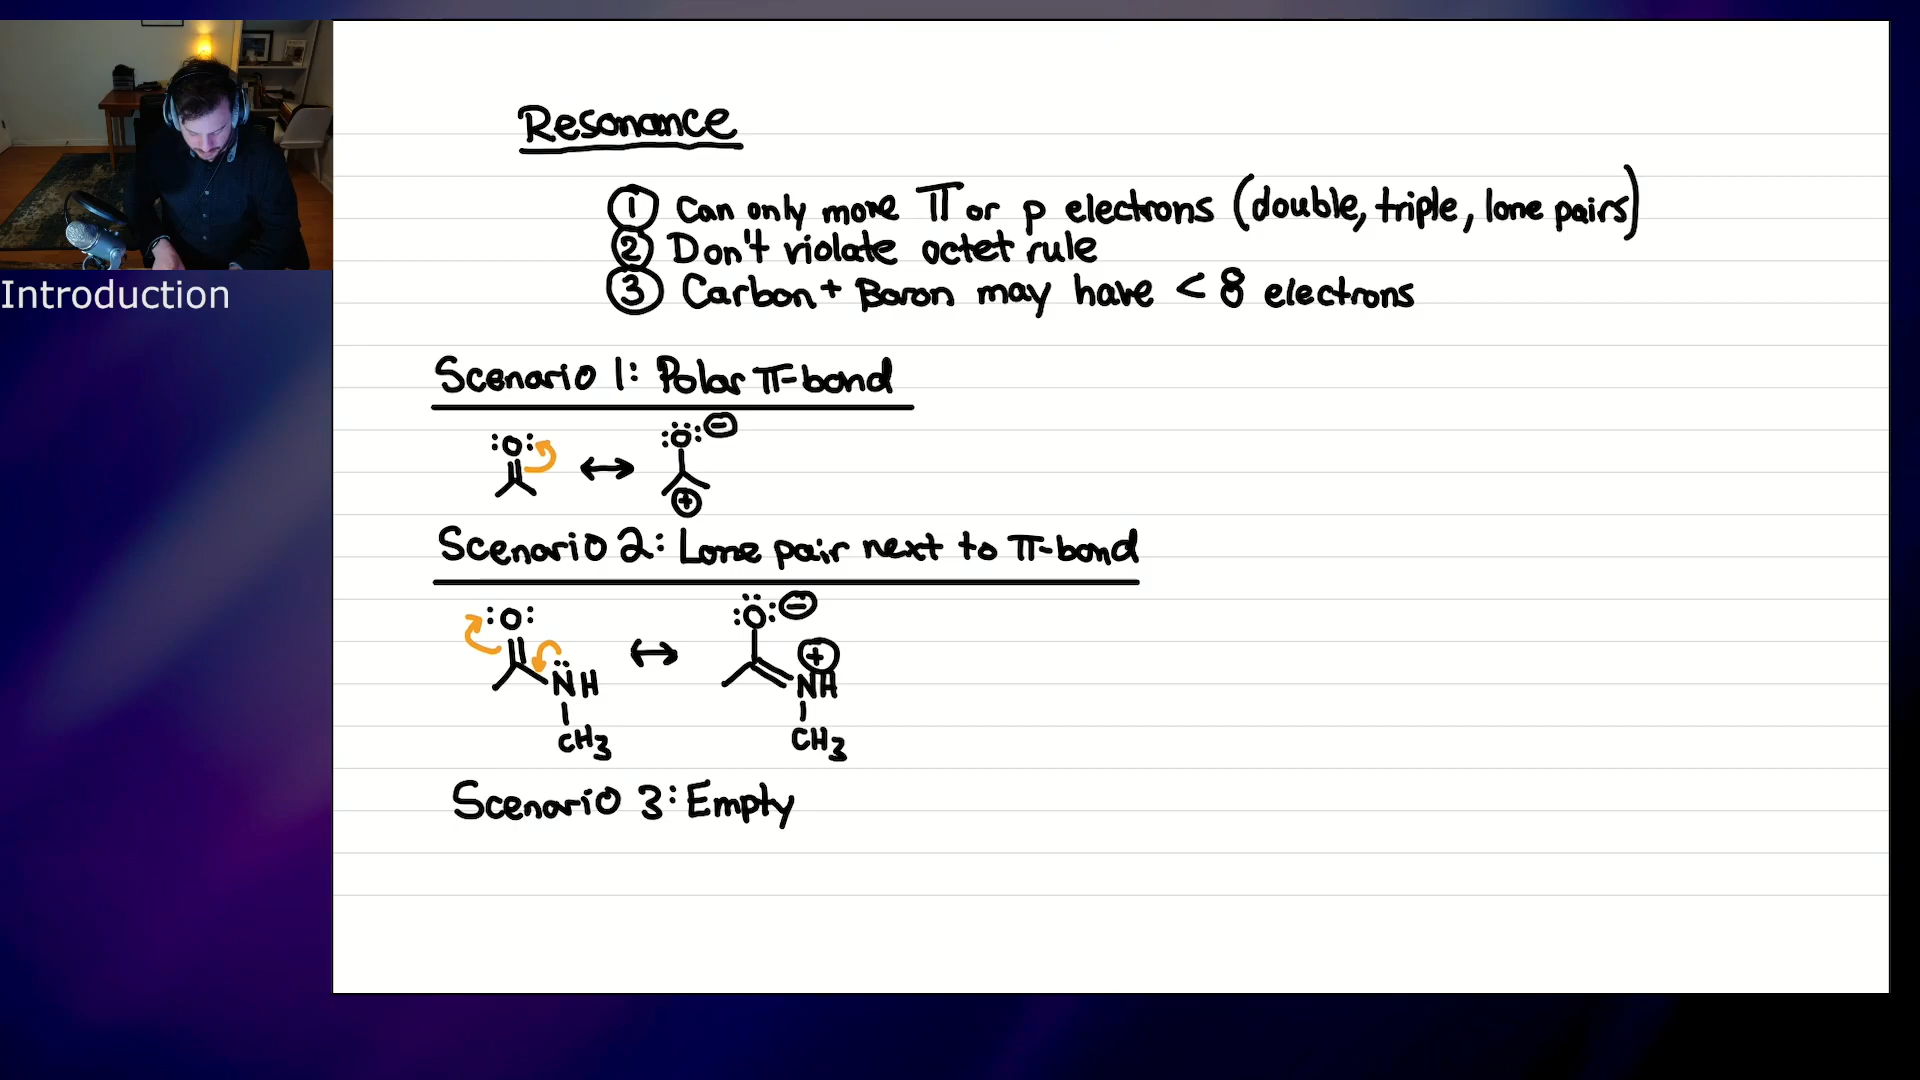 Resonance
① Can only move π or p electrons (double, triple, lone pairs)
② Don't violate octet rule
③ Carbon + Boron may have < 8 electrons
Introduction
Scenario 1: Polar π-bond
:O: ↔ :Ö: ⊖
⊕
Scenario 2: Lone pair next to π-bond
:O: ↔ :Ö: ⊖
N̈H ⊕ NH
CH3 CH3
Scenario 3: Empty